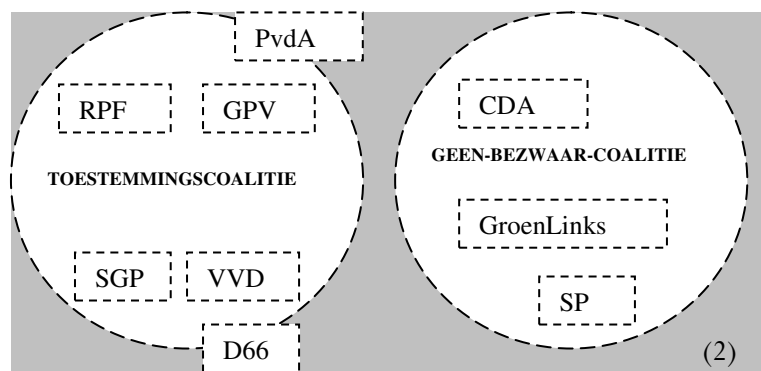 PvdA
RPF
GPV
TOESTEMMINGSCOALITIE
SGP
VVD
D66
CDA
GEEN-BEZWAAR-COALITIE
GroenLinks
SP
(2)